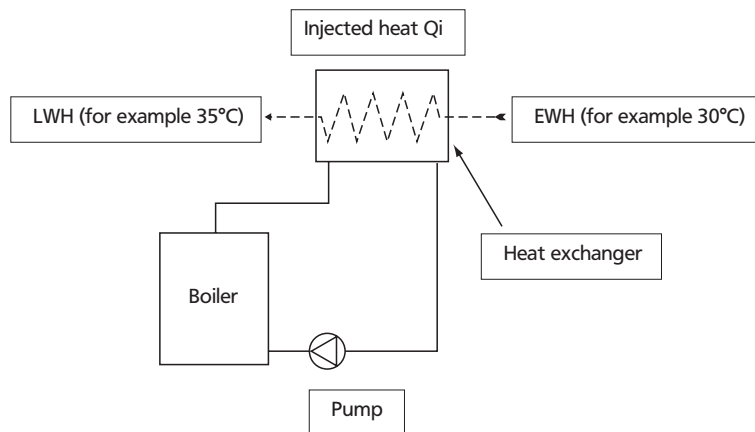 Injected heat Qi
LWH (for example 35°C)
EWH (for example 30°C)
Heat exchanger
Boiler
Pump